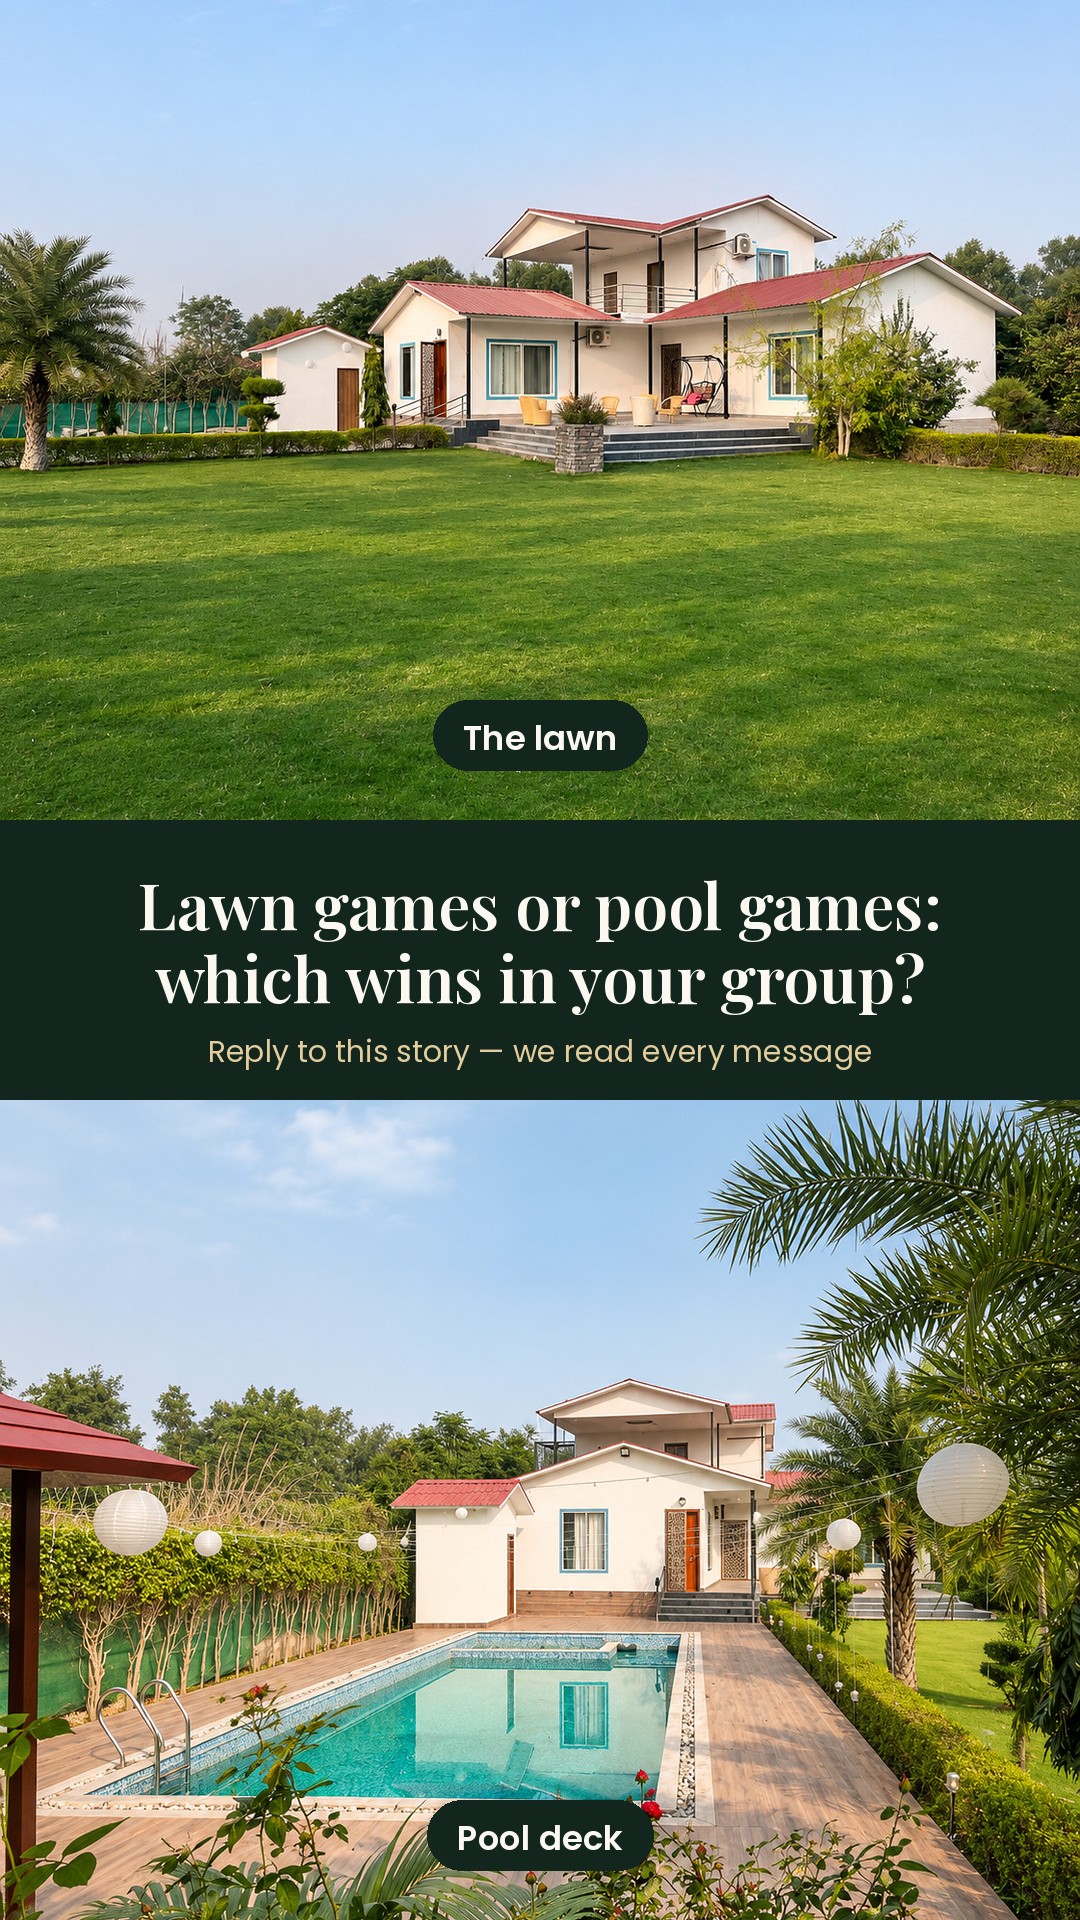 The lawn
Lawn games or pool games:
which wins in your group?
Reply to this story — we read every message
Pool deck